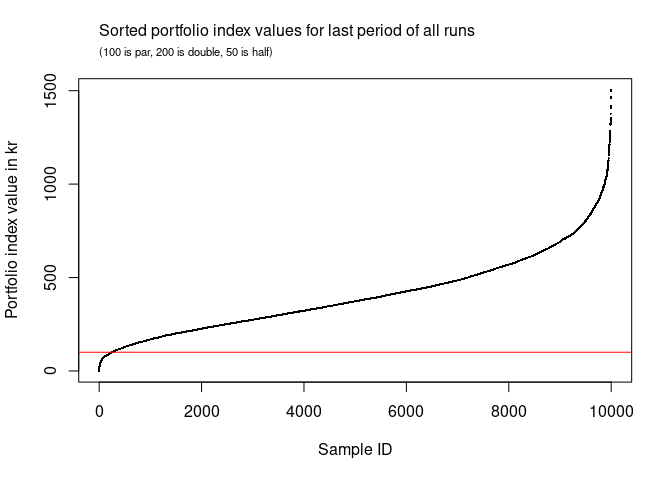 Sorted portfolio index values for last period of all runs
(100 is par, 200 is double, 50 is half)
Portfolio index value in kr
1500
1000
500
0
0 2000 4000 6000 8000 10000
Sample ID